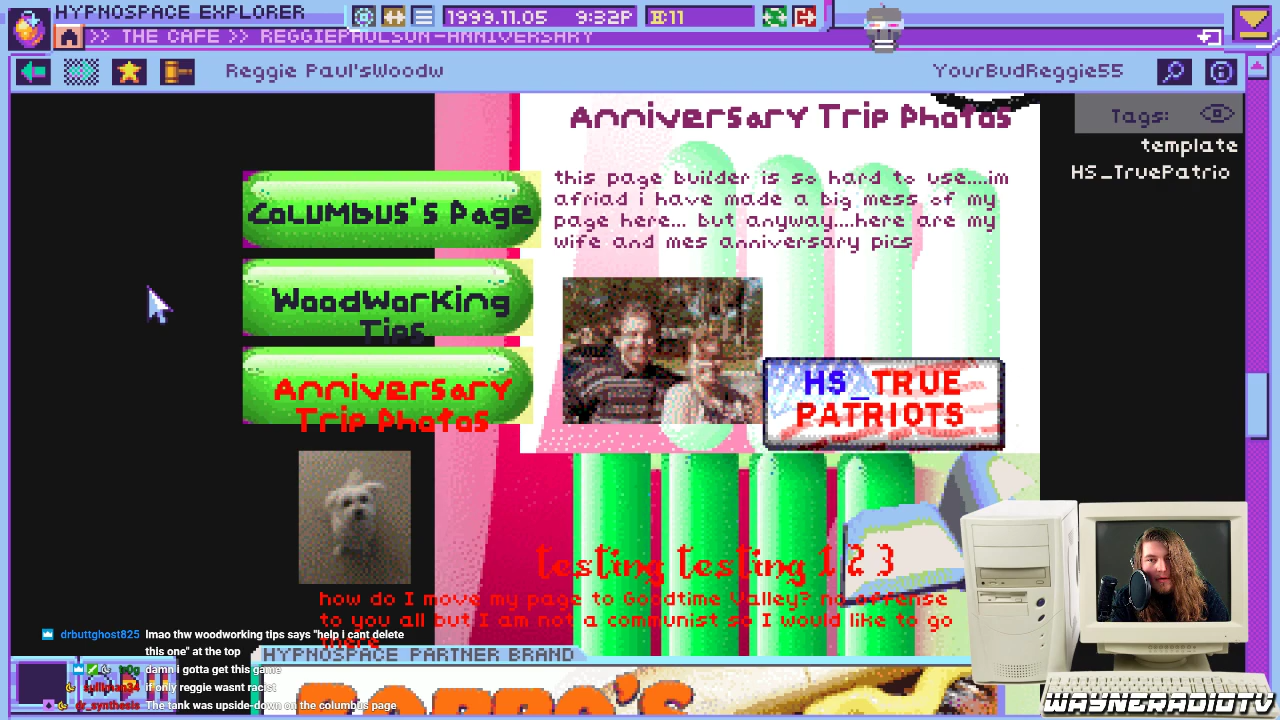 HYPNOSPACE EXPLORER
1999.11.05 9:32P
11
>> THE CAFE >> REGGIEPAULSON-ANNIVERSARY
Reggie Paul'sWoodw
YourBudReggie55
Anniversary Trip Photos
Tags:
template
HS_TruePatrio
this page builder is so hard to use....im
afriad i have made a big mess of my
page here... but anyway....here are my
wife and mes anniversary pics
Columbus's Page
WoodWorking
Tips
Anniversary
Trip Photos
HS_TRUE
PATRIOTS
testing testing 1 2 3
how do I move my page to Goodtime Valley? no offense
to you all but I am not a communist so I would like to go
there
drbuttghost825 lmao thw woodworking tips says "help i cant delete
this one" at the top
damn i gotta get this game
sulliman34 if only reggie wasnt racist
dr_synthesis The tank was upside-down on the columbus page
HYPNOSPACE PARTNER BRAND
WAYNERADIOTV